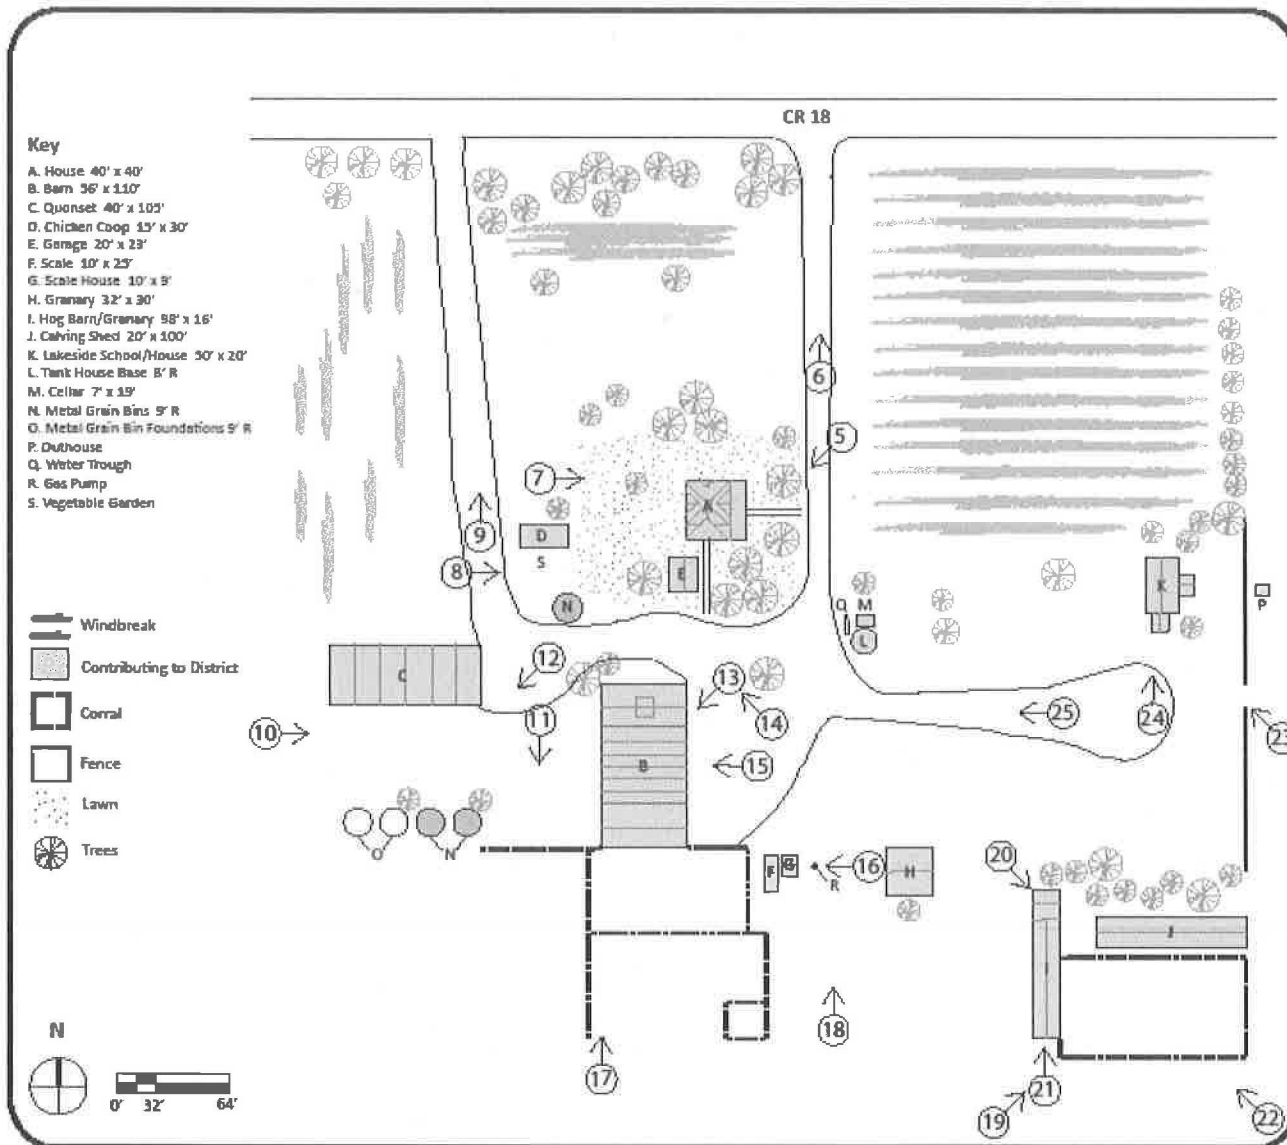 CR 18
Key
A. House 40' x 40'
B. Barn 56' x 110'
C. Quonset 40' x 105'
D. Chicken Coop 15' x 30'
E. Garage 20' x 23'
F. Scale 10' x 25'
G. Scale House 10' x 9'
H. Granary 32' x 30'
I. Hog Barn/Granary 98' x 16'
J. Calving Shed 20' x 100'
K. Lakeside School/House 50' x 20'
L. Tank House Base 8' R
M. Cellar 7' x 19'
N. Metal Grain Bins 9' R
O. Metal Grain Bin Foundations 9' R
P. Outhouse
Q. Water Trough
R. Gas Pump
S. Vegetable Garden
Windbreak
Contributing to District
Corral
Fence
Lawn
Trees
N
0' 32' 64'
6
5
7
A
9
D
S
8
E
N
Q M
L
K
P
C
12
13
14
11
10
B
15
25
24
23
O
N
F
G
R
16
H
20
J
I
18
17
21
19
22